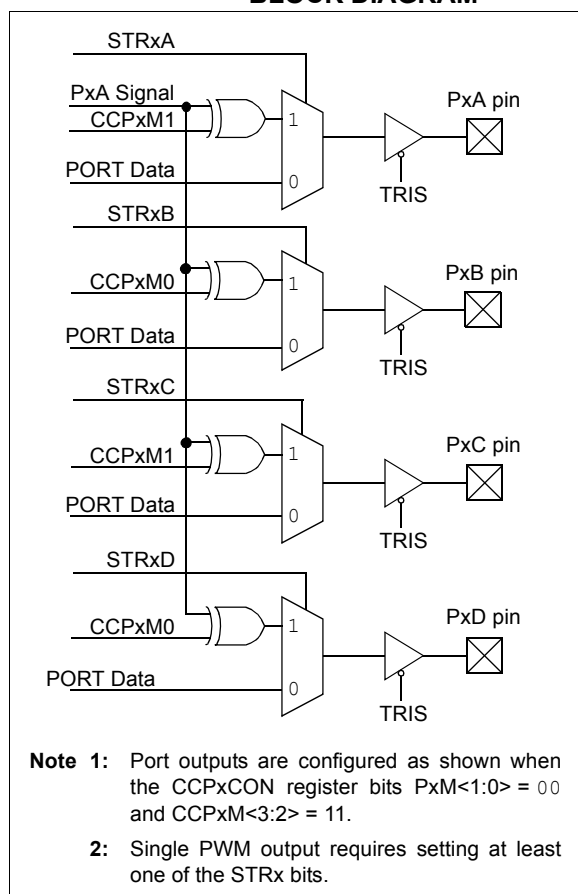 BLOCK DIAGRAM
STRxA
PxA Signal
CCPxM1
1
PORT Data
0
PxA pin
TRIS
STRxB
CCPxM0
1
PORT Data
0
PxB pin
TRIS
STRxC
CCPxM1
1
PORT Data
0
PxC pin
TRIS
STRxD
CCPxM0
1
PORT Data
0
PxD pin
TRIS
Note 1: Port outputs are configured as shown when
the CCPxCON register bits PxM<1:0> = 00
and CCPxM<3:2> = 11.
2: Single PWM output requires setting at least
one of the STRx bits.